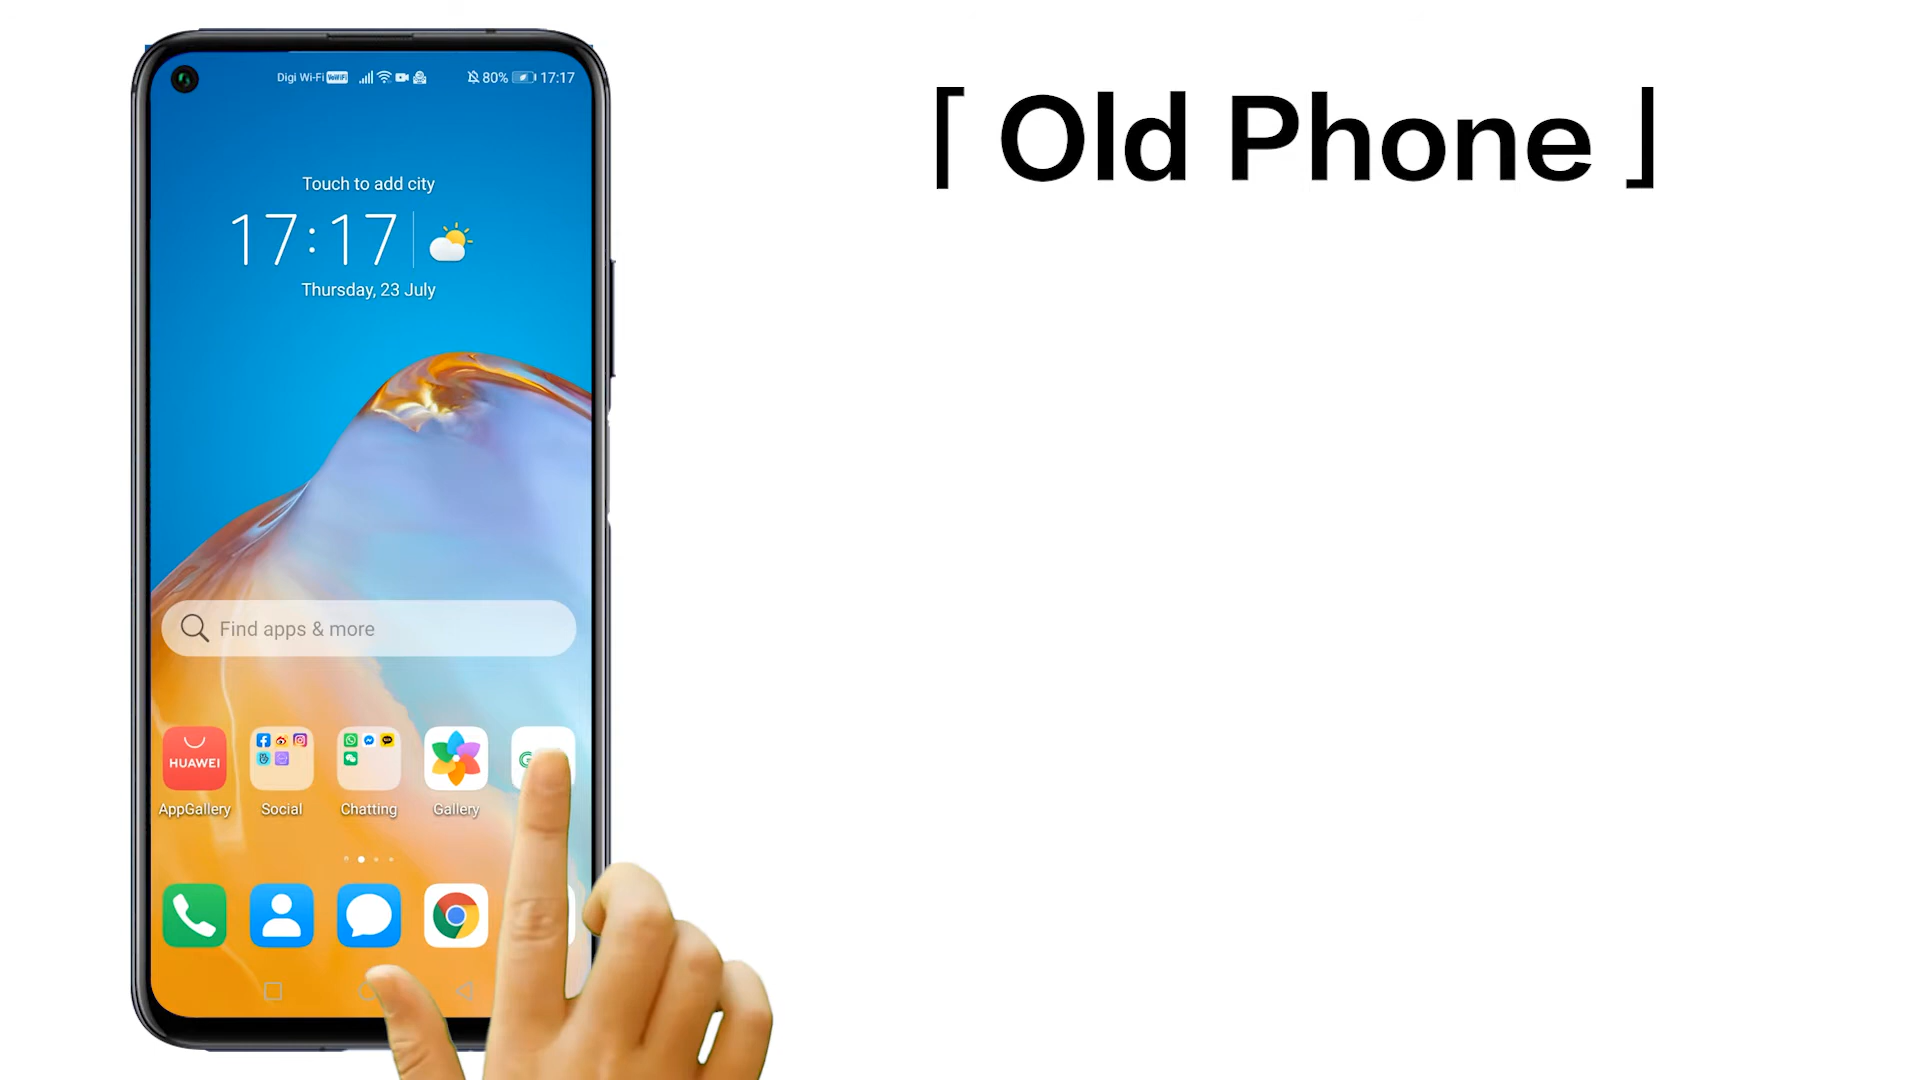 Digi Wi-Fi VoWiFi 80% 17:17
「 Old Phone 」
Touch to add city
17:17
Thursday, 23 July
Find apps & more
HUAWEI
AppGallery Social Chatting Gallery